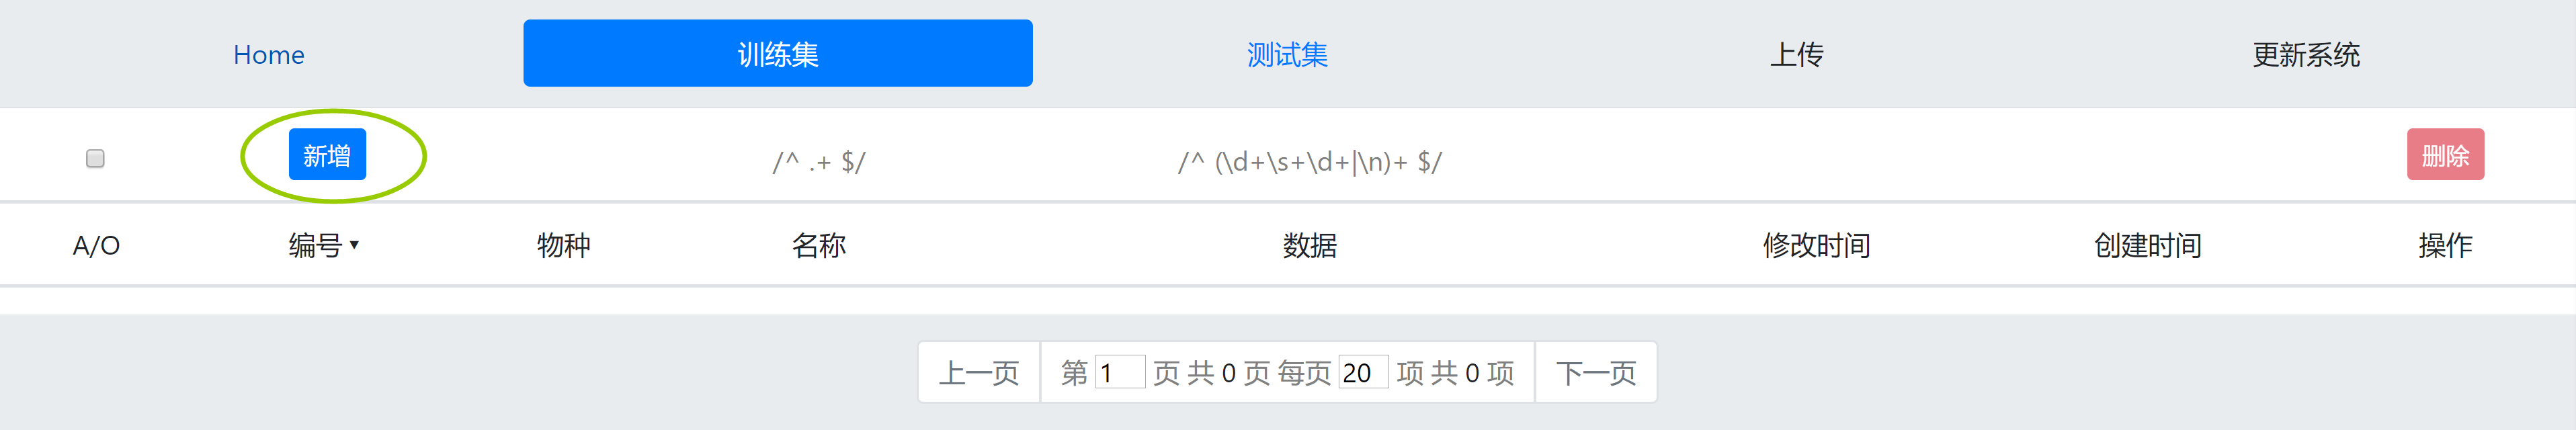 Home 训练集 测试集 上传 更新系统
新增 /^ .+ $/ /^ (\d+\s+\d+|\n)+ $/ 删除
A/O 编号▼ 物种 名称 数据 修改时间 创建时间 操作
上一页 第 1 页 共 0 页 每页 20 项 共 0 项 下一页